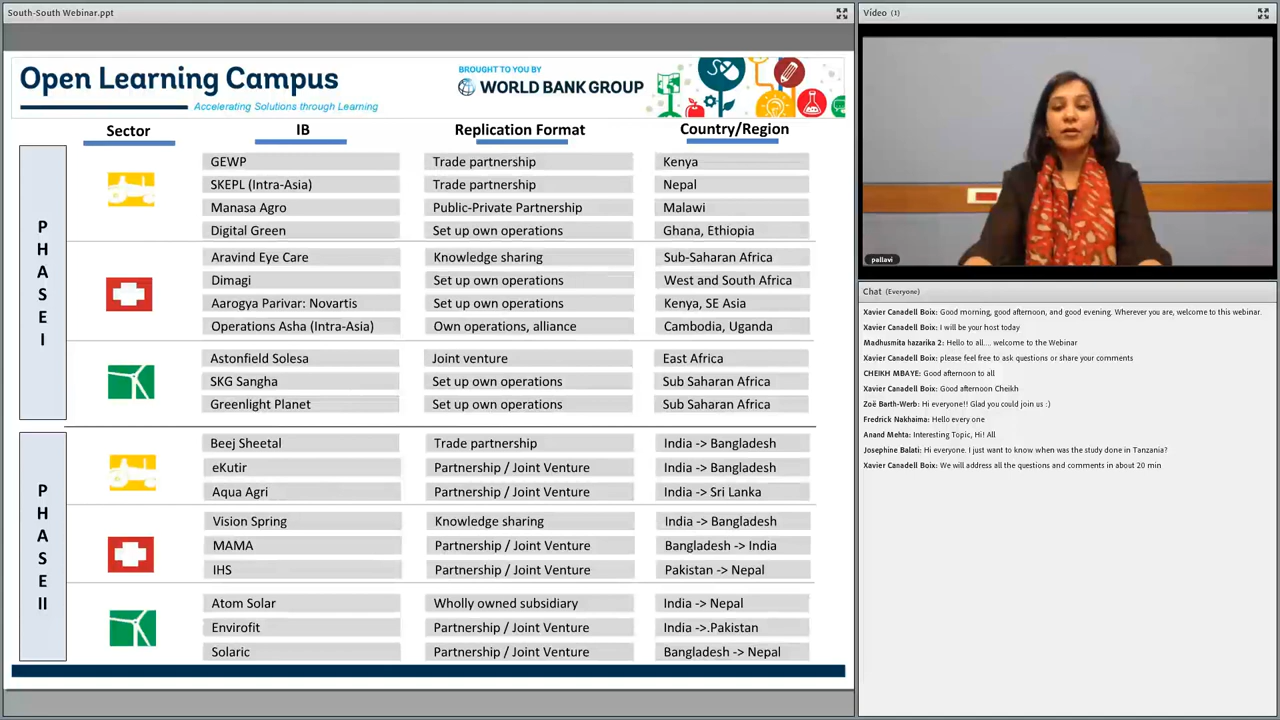 South-South Webinar.ppt
Open Learning Campus
Accelerating Solutions through Learning
BROUGHT TO YOU BY
WORLD BANK GROUP
Sector IB Replication Format Country/Region
PHASE I
GEWP Trade partnership Kenya
SKEPL (Intra-Asia) Trade partnership Nepal
Manasa Agro Public-Private Partnership Malawi
Digital Green Set up own operations Ghana, Ethiopia
Aravind Eye Care Knowledge sharing Sub-Saharan Africa
Dimagi Set up own operations West and South Africa
Aarogya Parivar: Novartis Set up own operations Kenya, SE Asia
Operations Asha (Intra-Asia) Own operations, alliance Cambodia, Uganda
Astonfield Solesa Joint venture East Africa
SKG Sangha Set up own operations Sub Saharan Africa
Greenlight Planet Set up own operations Sub Saharan Africa
PHASE II
Beej Sheetal Trade partnership India -> Bangladesh
eKutir Partnership / Joint Venture India -> Bangladesh
Aqua Agri Partnership / Joint Venture India -> Sri Lanka
Vision Spring Knowledge sharing India -> Bangladesh
MAMA Partnership / Joint Venture Bangladesh -> India
IHS Partnership / Joint Venture Pakistan -> Nepal
Atom Solar Wholly owned subsidiary India -> Nepal
Envirofit Partnership / Joint Venture India ->.Pakistan
Solaric Partnership / Joint Venture Bangladesh -> Nepal
Video (1)
pallavi
Chat (Everyone)
Xavier Canadell Boix: Good morning, good afternoon, and good evening. Wherever you are, welcome to this webinar.
Xavier Canadell Boix: I will be your host today
Madhusmita hazarika 2: Hello to all.... welcome to the Webinar
Xavier Canadell Boix: please feel free to ask questions or share your comments
CHEIKH MBAYE: Good afternoon to all
Xavier Canadell Boix: Good afternoon Cheikh
Zoë Barth-Werb: Hi everyone!! Glad you could join us :)
Fredrick Nakhaima: Hello every one
Anand Mehta: Interesting Topic, Hi! All
Josephine Balati: Hi everyone. I just want to know when was the study done in Tanzania?
Xavier Canadell Boix: We will address all the questions and comments in about 20 min